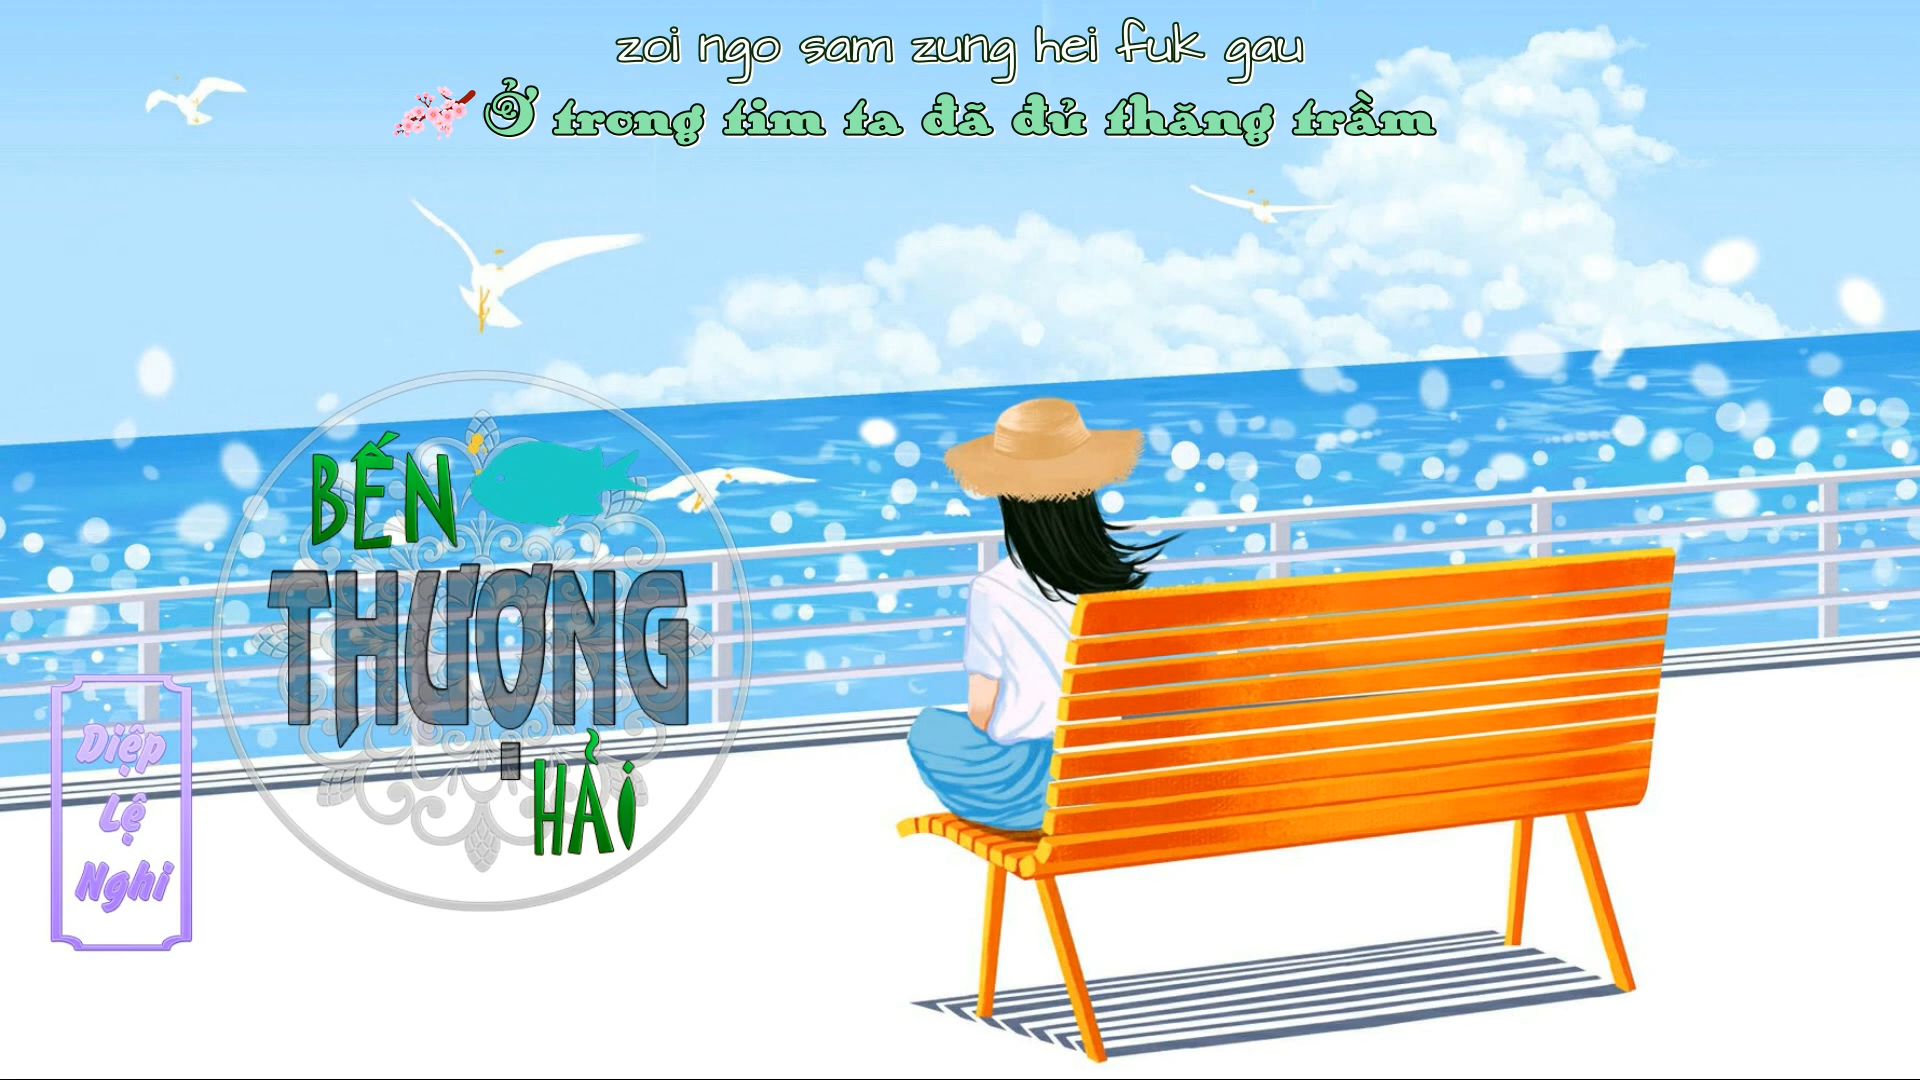 zoi ngo sam zung hei fuk gau
Ở trong tim ta đã đủ thăng trầm
BẾN
THƯỢNG
HẢI
Diệp
Lệ
Nghi